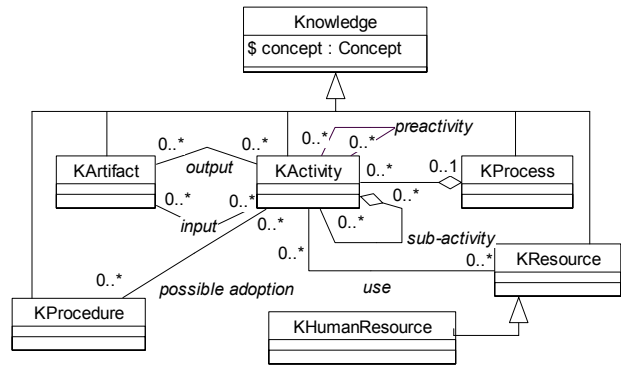 Knowledge
$ concept : Concept
0..*
preactivity
0..*
0..*
0..*
0..*
0..1
output
KArtifact
KActivity
KProcess
0..*
0..*
0..*
input
0..*
0..*
sub-activity
0..*
0..*
0..*
KResource
0..*
possible adoption
use
KProcedure
KHumanResource